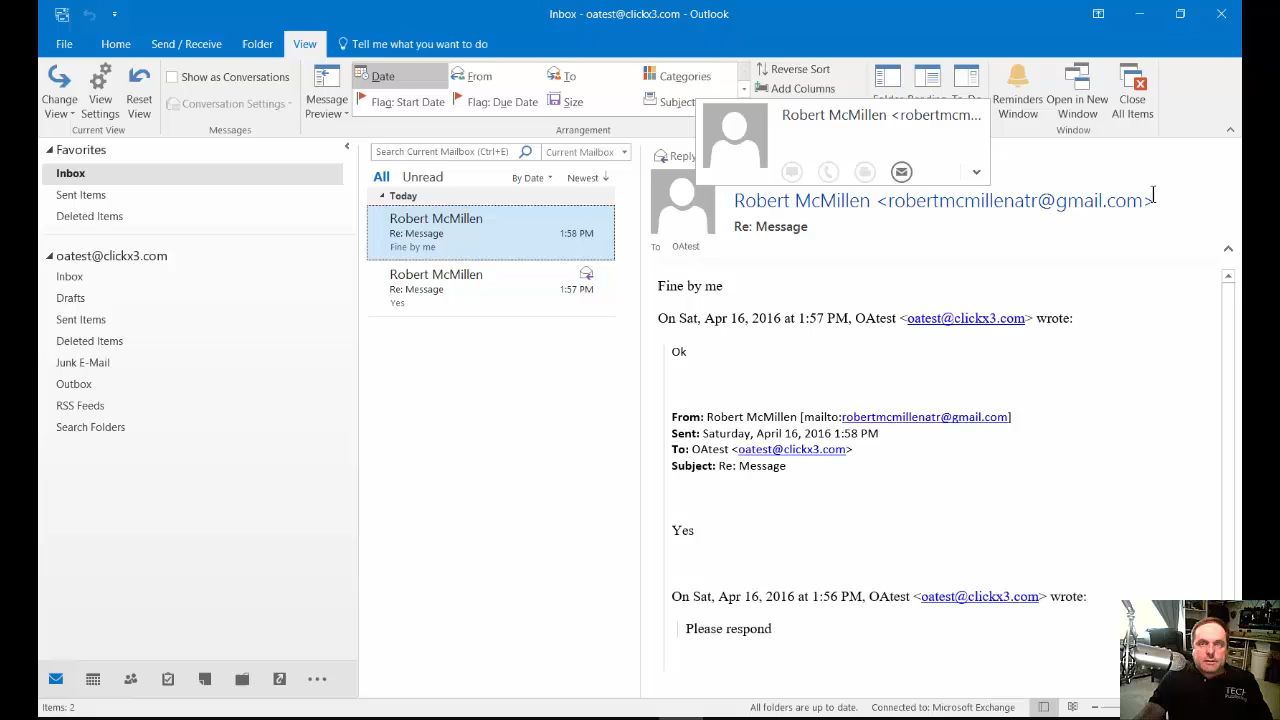 Inbox - oatest@clickx3.com - Outlook
File Home Send / Receive Folder View Tell me what you want to do
Change View
View Settings
Reset View
Current View
Show as Conversations
Conversation Settings
Messages
Message Preview
Date From To Categories
Flag: Start Date Flag: Due Date Size
Arrangement
Reverse Sort
Add Columns
Reminders Window
Open in New Window
Close All Items
Window
Favorites
Inbox
Sent Items
Deleted Items
oatest@clickx3.com
Inbox
Drafts
Sent Items
Deleted Items
Junk E-Mail
Outbox
RSS Feeds
Search Folders
Search Current Mailbox (Ctrl+E) Current Mailbox
All Unread By Date Newest
Today
Robert McMillen
Re: Message 1:58 PM
Fine by me
Robert McMillen
Re: Message 1:57 PM
Yes
Robert McMillen <robertmcm...
Reply
Robert McMillen <robertmcmillenatr@gmail.com>
Re: Message
To OAtest
Fine by me
On Sat, Apr 16, 2016 at 1:57 PM, OAtest <oatest@clickx3.com> wrote:
Ok
From: Robert McMillen [mailto:robertmcmillenatr@gmail.com]
Sent: Saturday, April 16, 2016 1:58 PM
To: OAtest <oatest@clickx3.com>
Subject: Re: Message
Yes
On Sat, Apr 16, 2016 at 1:56 PM, OAtest <oatest@clickx3.com> wrote:
Please respond
Items: 2 All folders are up to date. Connected to: Microsoft Exchange
TECH